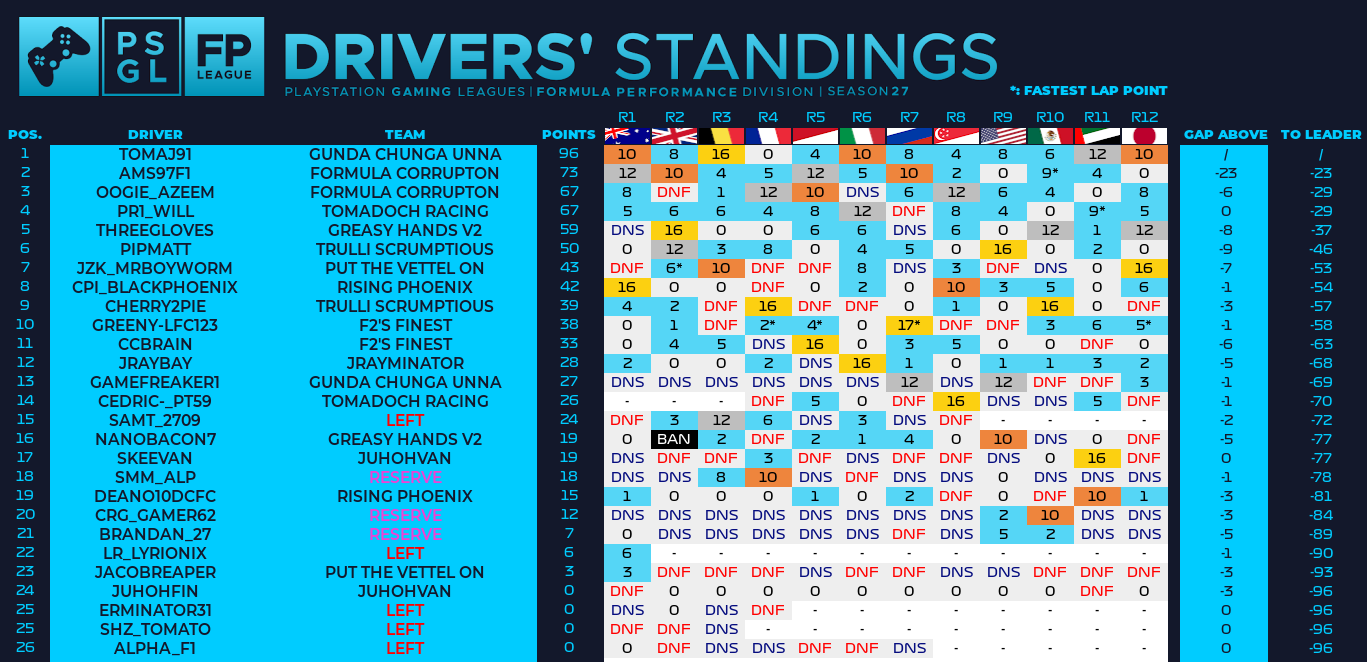 PS
GL
FP
LEAGUE
DRIVERS' STANDINGS
PLAYSTATION GAMING LEAGUES | FORMULA PERFORMANCE DIVISION | SEASON 27
*: FASTEST LAP POINT
R1 R2 R3 R4 R5 R6 R7 R8 R9 R10 R11 R12
POS. DRIVER TEAM POINTS GAP ABOVE TO LEADER
1 TOMAJ91 GUNDA CHUNGA UNNA 96 10 8 16 0 4 10 8 4 8 6 12 10 / /
2 AMS97F1 FORMULA CORRUPTON 73 12 10 4 5 12 5 10 2 0 9* 4 0 -23 -23
3 OOGIE_AZEEM FORMULA CORRUPTON 67 8 DNF 1 12 10 DNS 6 12 6 4 0 8 -6 -29
4 PR1_WILL TOMADOCH RACING 67 5 6 6 4 8 12 DNF 8 4 0 9* 5 0 -29
5 THREEGLOVES GREASY HANDS V2 59 DNS 16 0 0 6 6 DNS 6 0 12 1 12 -8 -37
6 PIPMATT TRULLI SCRUMPTIOUS 50 0 12 3 8 0 4 5 0 16 0 2 0 -9 -46
7 JZK_MRBOYWORM PUT THE VETTEL ON 43 DNF 6* 10 DNF DNF 8 DNS 3 DNF DNS 0 16 -7 -53
8 CPI_BLACKPHOENIX RISING PHOENIX 42 16 0 0 DNF 0 2 0 10 3 5 0 6 -1 -54
9 CHERRY2PIE TRULLI SCRUMPTIOUS 39 4 2 DNF 16 DNF DNF 0 1 0 16 0 DNF -3 -57
10 GREENY-LFC123 F2'S FINEST 38 0 1 DNF 2* 4* 0 17* DNF DNF 3 6 5* -1 -58
11 CCBRAIN F2'S FINEST 33 0 4 5 DNS 16 0 3 5 0 0 DNF 0 -6 -63
12 JRAYBAY JRAYMINATOR 28 2 0 0 2 DNS 16 1 0 1 1 3 2 -5 -68
13 GAMEFREAKER1 GUNDA CHUNGA UNNA 27 DNS DNS DNS DNS DNS DNS 12 DNS 12 DNF DNF 3 -1 -69
14 CEDRIC-_PT59 TOMADOCH RACING 26 - - - DNF 5 0 DNF 16 DNS DNS 5 DNF -1 -70
15 SAMT_2709 LEFT 24 DNF 3 12 6 DNS 3 DNS DNF - - - - -2 -72
16 NANOBACON7 GREASY HANDS V2 19 0 BAN 2 DNF 2 1 4 0 10 DNS 0 DNF -5 -77
17 SKEEVAN JUHOHVAN 19 DNS DNF DNF 3 DNF DNS DNF DNF DNS 0 16 DNF 0 -77
18 SMM_ALP RESERVE 18 DNS DNS 8 10 DNS DNF DNS DNS 0 DNS DNS DNS -1 -78
19 DEANO10DCFC RISING PHOENIX 15 1 0 0 0 1 0 2 DNF 0 DNF 10 1 -3 -81
20 CRG_GAMER62 RESERVE 12 DNS DNS DNS DNS DNS DNS DNS DNS 2 10 DNS DNS -3 -84
21 BRANDAN_27 RESERVE 7 0 DNS DNS DNS DNS DNS DNF DNS 5 2 DNS DNS -5 -89
22 LR_LYRIONIX LEFT 6 6 - - - - - - - - - - - -1 -90
23 JACOBREAPER PUT THE VETTEL ON 3 3 DNF DNF DNF DNS DNF DNF DNS DNS DNF DNF DNF -3 -93
24 JUHOHFIN JUHOHVAN 0 DNF 0 0 0 0 0 0 0 0 0 DNF 0 -3 -96
25 ERMINATOR31 LEFT 0 DNS 0 DNS DNF - - - - - - - - 0 -96
25 SHZ_TOMATO LEFT 0 DNF DNF DNS - - - - - - - - - 0 -96
26 ALPHA_F1 LEFT 0 0 DNF DNS DNS DNF DNF DNS - - - - - 0 -96